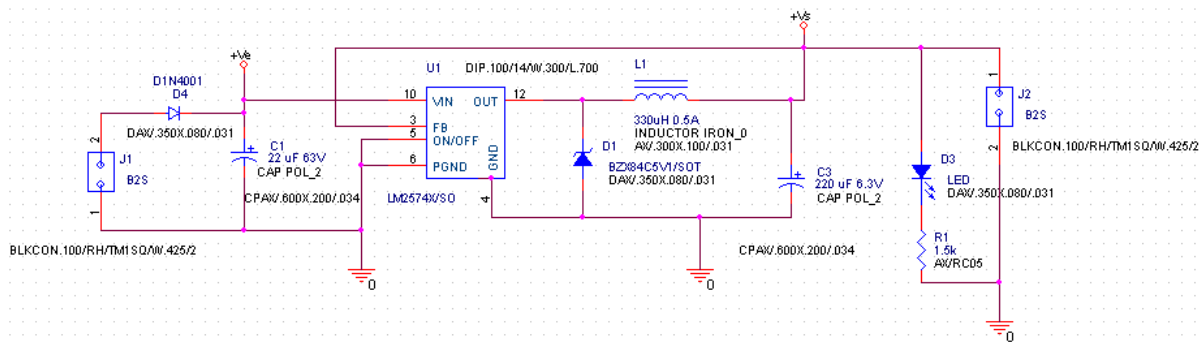 +Vs
+Ve
D1N4001
D4
DAX/.350X.080/.031
2
J1
B2S
1
BLKCON.100/RH/TM1SQ/W.425/2
C1
22 uF 63V
CAP POL_2
CPAX/.600X.200/.034
0
U1
DIP.100/14/W.300/L.700
10
VIN
OUT
12
3
FB
5
ON/OFF
6
PGND
GND
4
LM2574X/SO
L1
330uH 0.5A
INDUCTOR IRON_0
AX/.300X.100/.031
D1
BZX84C5V1/SOT
DAX/.350X.080/.031
C3
220 uF 6.3V
CAP POL_2
CPAX/.600X.200/.034
0
D3
LED
DAX/.350X.080/.031
R1
1.5k
AX/RC05
1
J2
B2S
2
BLKCON.100/RH/TM1SQ/W.425/2
0